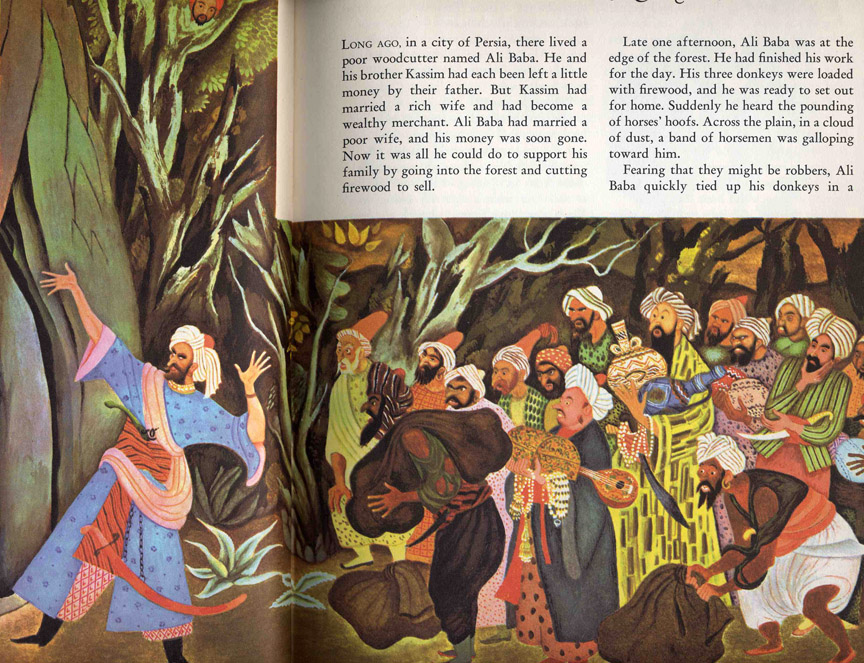 LONG AGO, in a city of Persia, there lived a
poor woodcutter named Ali Baba. He and
his brother Kassim had each been left a little
money by their father. But Kassim had
married a rich wife and had become a
wealthy merchant. Ali Baba had married a
poor wife, and his money was soon gone.
Now it was all he could do to support his
family by going into the forest and cutting
firewood to sell.
Late one afternoon, Ali Baba was at the
edge of the forest. He had finished his work
for the day. His three donkeys were loaded
with firewood, and he was ready to set out
for home. Suddenly he heard the pounding
of horses' hoofs. Across the plain, in a cloud
of dust, a band of horsemen was galloping
toward him.
Fearing that they might be robbers, Ali
Baba quickly tied up his donkeys in a